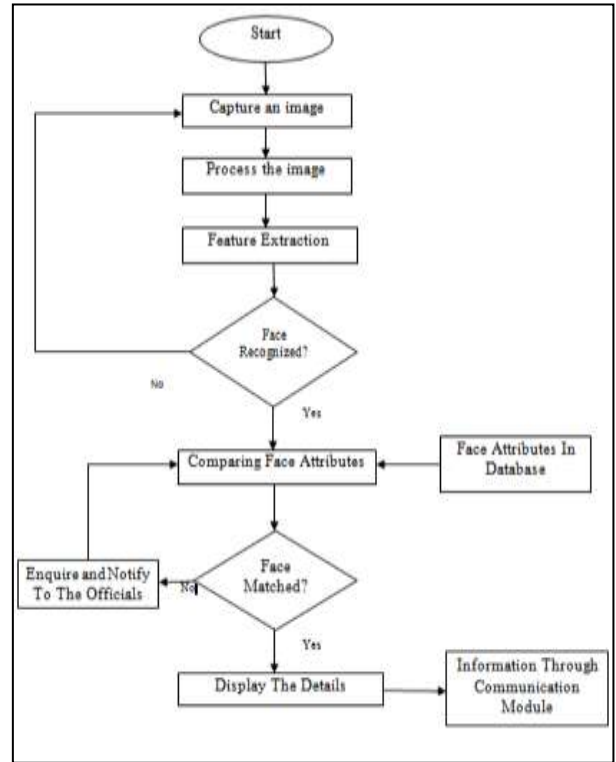 Start
Capture an image
Process the image
Feature Extraction
Face
Recognized?
No
Yes
Comparing Face Attributes
Face Attributes In
Database
Enquire and Notify
To The Officials
No
Face
Matched?
Yes
Display The Details
Information Through
Communication
Module